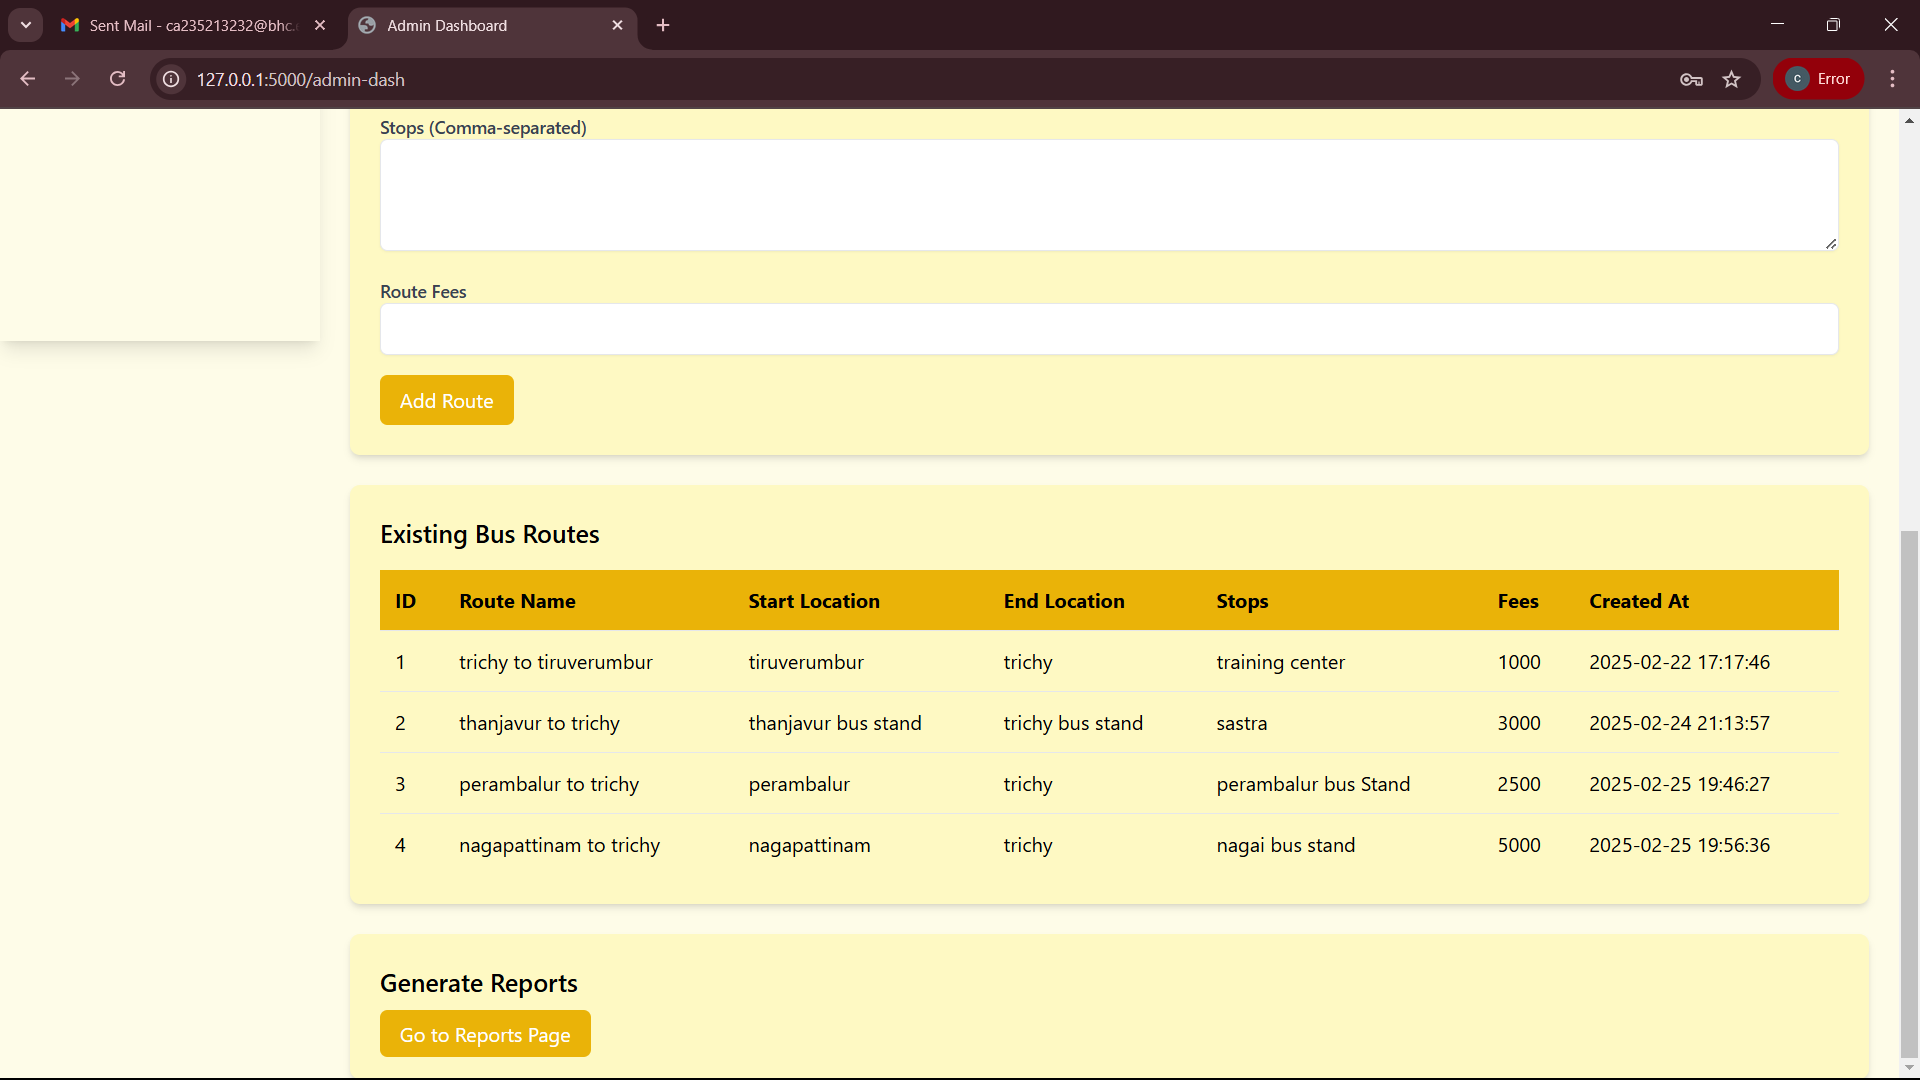 Sent Mail - ca235213232@bhc.
Admin Dashboard
127.0.0.1:5000/admin-dash
C Error
Stops (Comma-separated)
Route Fees
Add Route
Existing Bus Routes
ID Route Name Start Location End Location Stops Fees Created At
1 trichy to tiruverumbur tiruverumbur trichy training center 1000 2025-02-22 17:17:46
2 thanjavur to trichy thanjavur bus stand trichy bus stand sastra 3000 2025-02-24 21:13:57
3 perambalur to trichy perambalur trichy perambalur bus Stand 2500 2025-02-25 19:46:27
4 nagapattinam to trichy nagapattinam trichy nagai bus stand 5000 2025-02-25 19:56:36
Generate Reports
Go to Reports Page